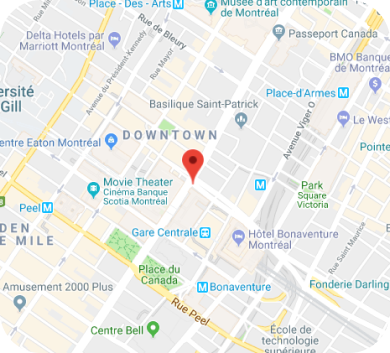 Place - Des - Arts
Musée d'art contemporain
de Montréal
Delta Hotels par
Marriott Montréal
Rue de Bleury
Passeport Canada
BMO Banque
de Montréal
Avenue du Président-Kennedy
Rue Mayor
Place-d'Armes
Basilique Saint-Patrick
DOWNTOWN
Avenue Viger O
Le West
Pointe
Centre Eaton Montréal
Movie Theater
Cinéma Banque
Scotia Montréal
Park
Square
Victoria
Peel
E MILE
Gare Centrale
Hôtel Bonaventure
Montréal
Rue Saint Maurice
Place du
Canada
Bonaventure
Fonderie Darling
Amusement 2000 Plus
Rue Peel
Centre Bell
École de
technologie
supérieure